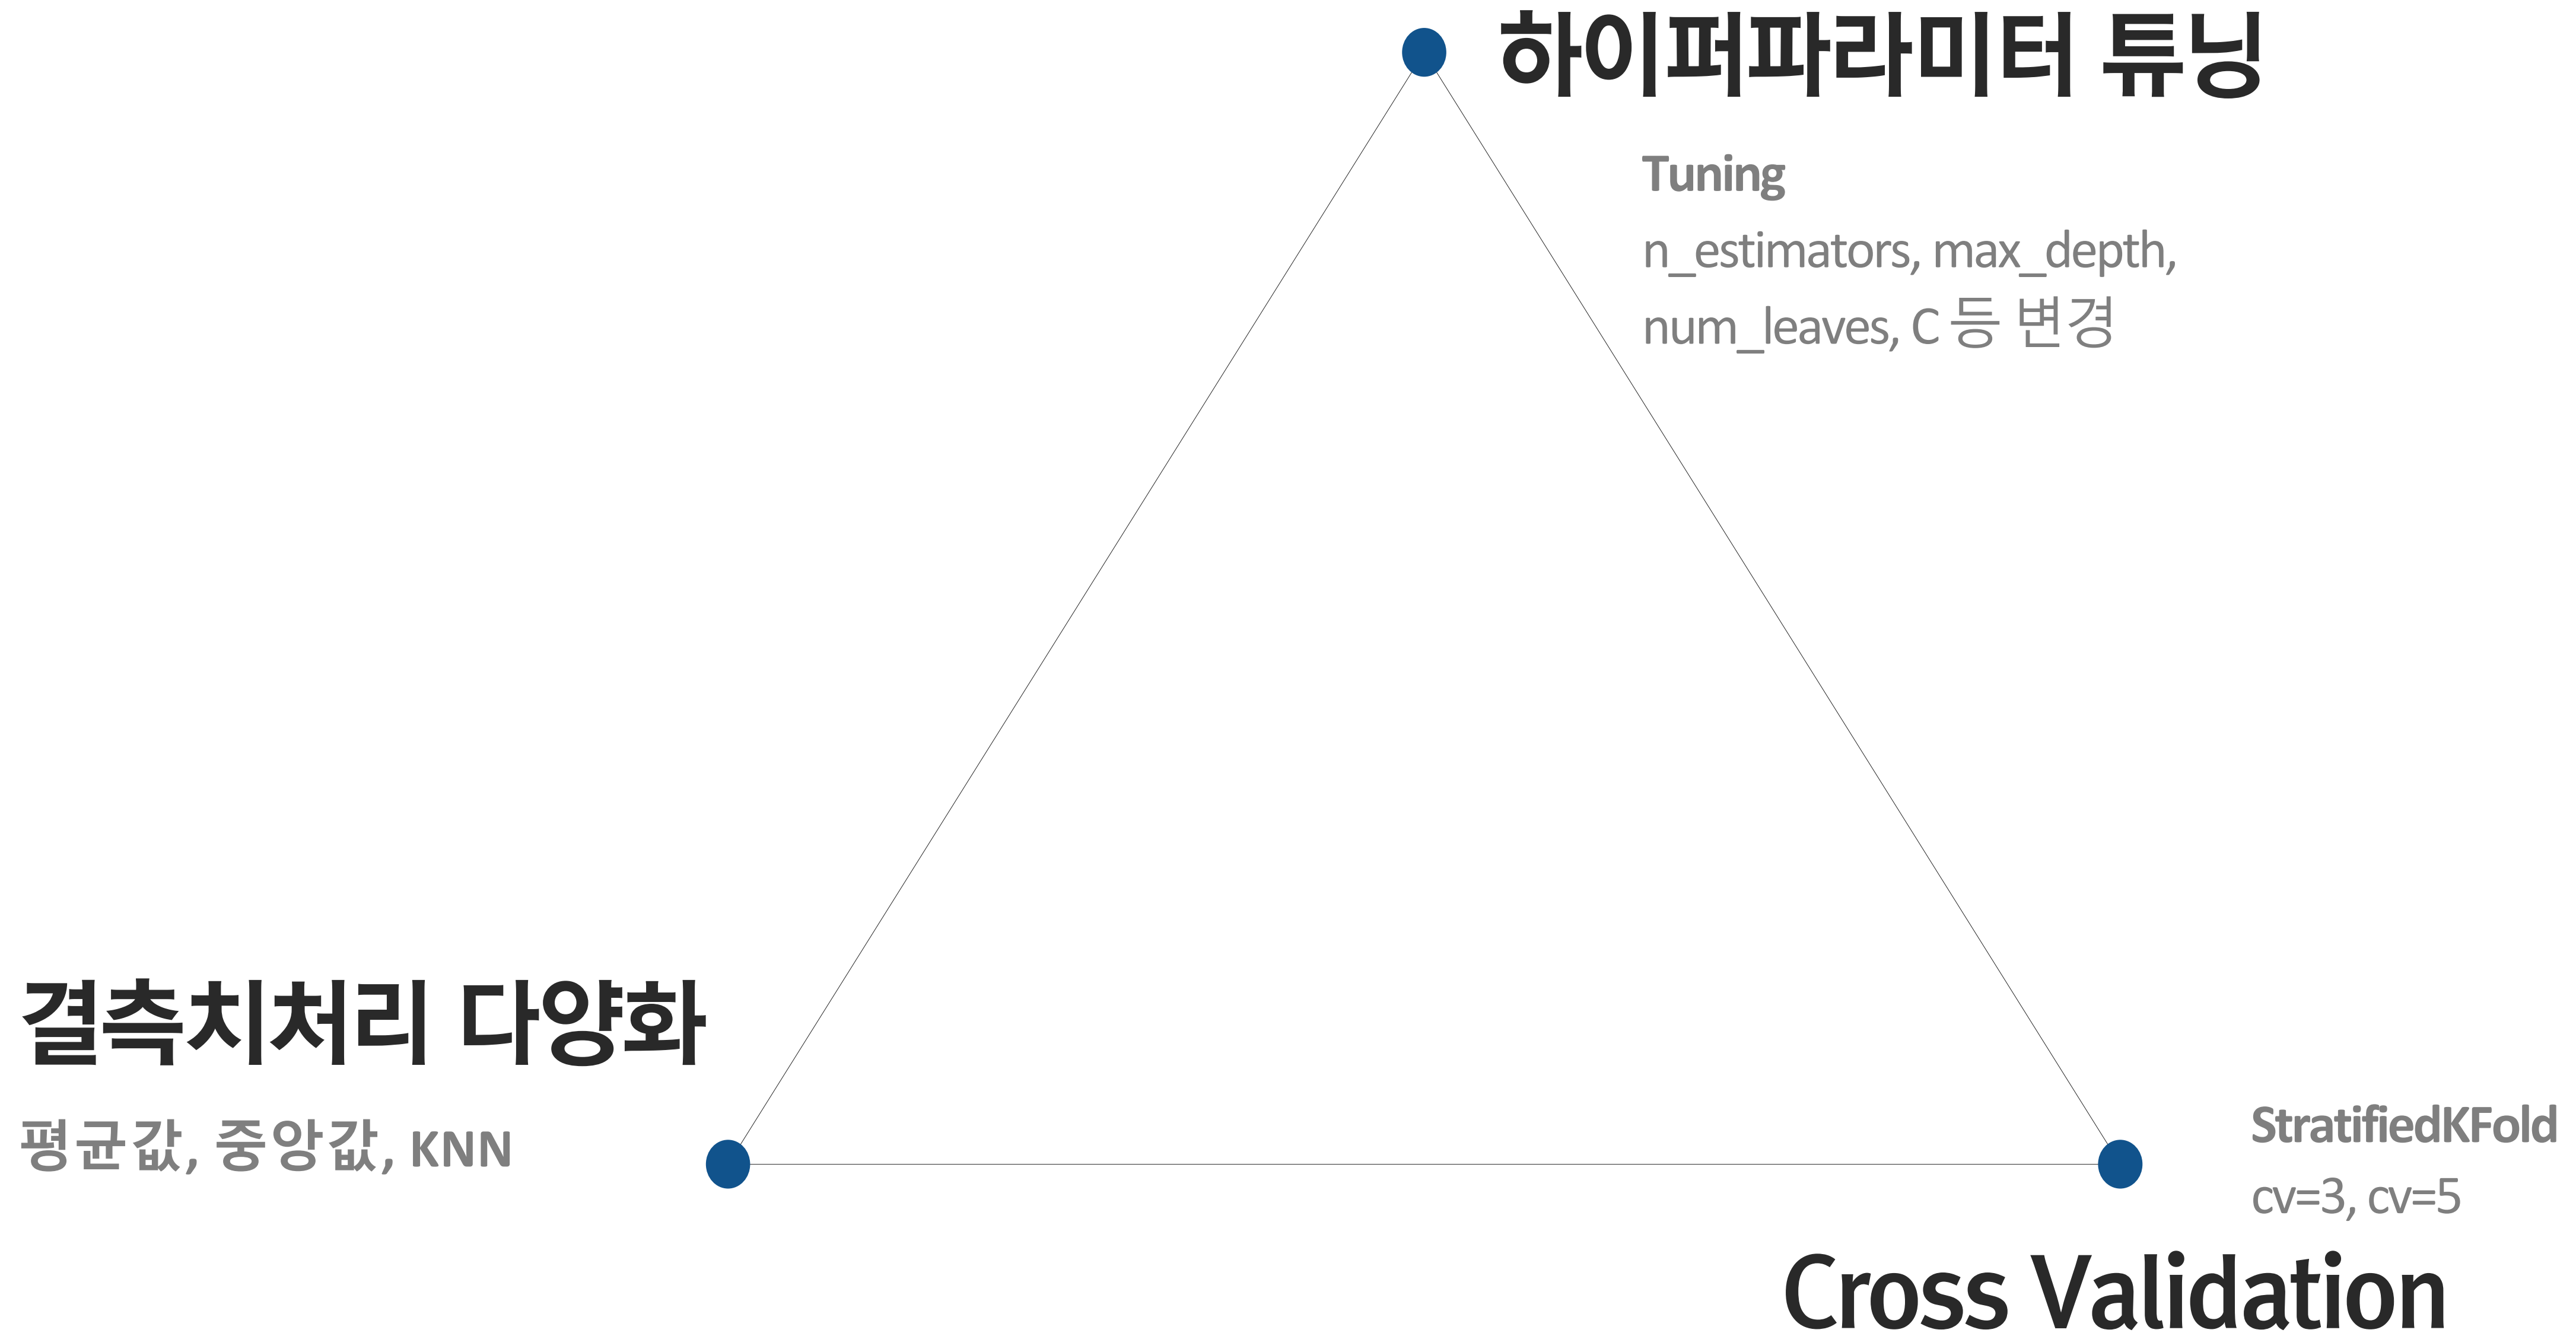 하이퍼파라미터 튜닝
Tuning
n_estimators, max_depth,
num_leaves, C 등 변경
결측치처리 다양화
평균값, 중앙값, KNN
StratifiedKFold
cv=3, cv=5
Cross Validation